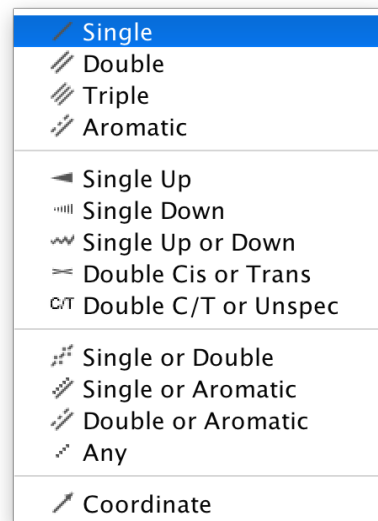 Single
Double
Triple
Aromatic
Single Up
Single Down
Single Up or Down
Double Cis or Trans
C/T Double C/T or Unspec
Single or Double
Single or Aromatic
Double or Aromatic
Any
Coordinate